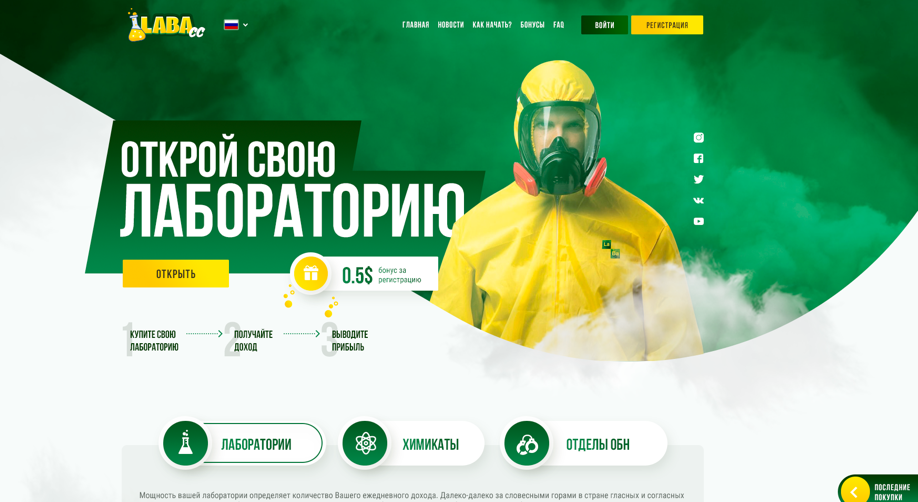 LABA
CC
ГЛАВНАЯ
НОВОСТИ
КАК НАЧАТЬ?
БОНУСЫ
FAQ
ВОЙТИ
РЕГИСТРАЦИЯ
ОТКРОЙ СВОЮ
ЛАБОРАТОРИЮ
ОТКРЫТЬ
0.5$
бонус за
регистрацию
La
1
КУПИТЕ СВОЮ
ЛАБОРАТОРИЮ
2
ПОЛУЧАЙТЕ
ДОХОД
3
ВЫВОДИТЕ
ПРИБЫЛЬ
ЛАБОРАТОРИИ
ХИМИКАТЫ
ОТДЕЛЫ ОБН
Мощность вашей лаборатории определяет количество Вашего ежедневного дохода. Далеко-далеко за словесными горами в стране гласных и согласных
ПОСЛЕДНИЕ
ПОКУПКИ